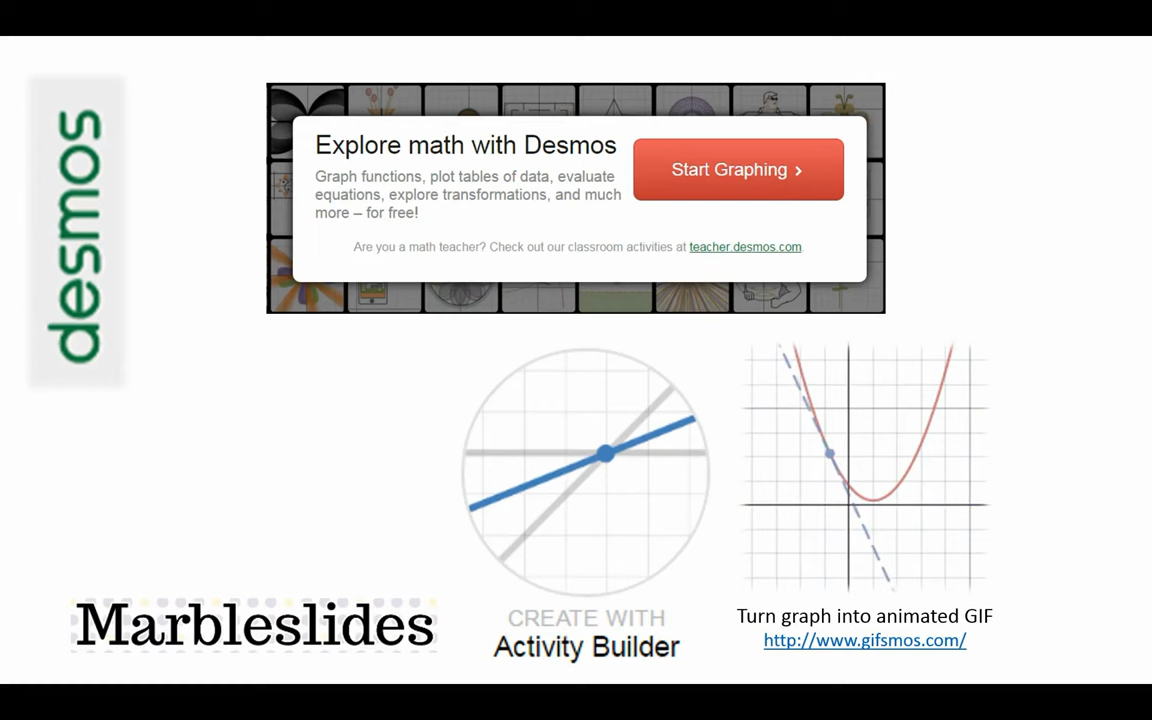 desmos
Explore math with Desmos
Graph functions, plot tables of data, evaluate
equations, explore transformations, and much
more – for free!
Start Graphing ›
Are you a math teacher? Check out our classroom activities at teacher.desmos.com.
Marbleslides
CREATE WITH
Activity Builder
Turn graph into animated GIF
http://www.gifsmos.com/